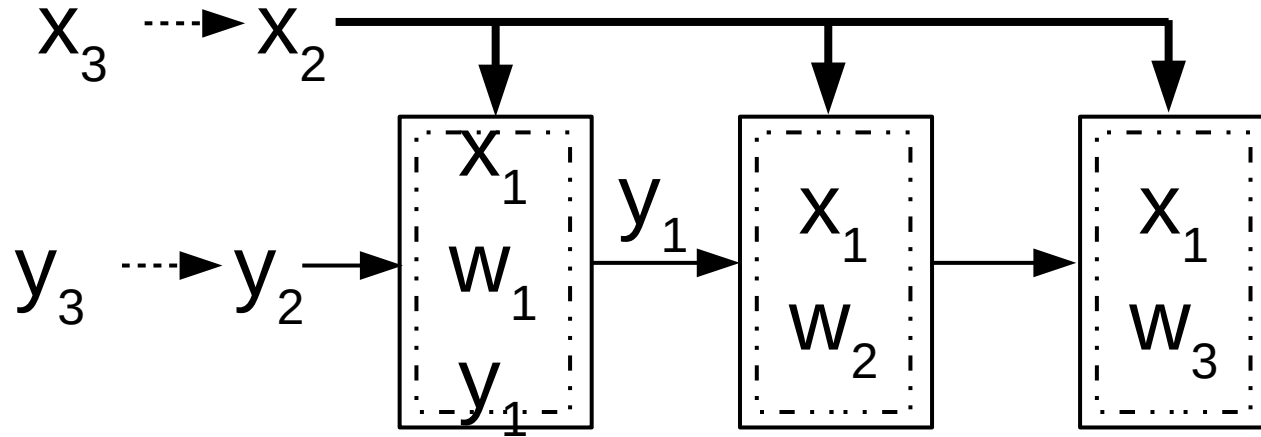 x₃ x₂
x₁
w₁
y₁
y₁
x₁
w₂
x₁
w₃
y₃ y₂